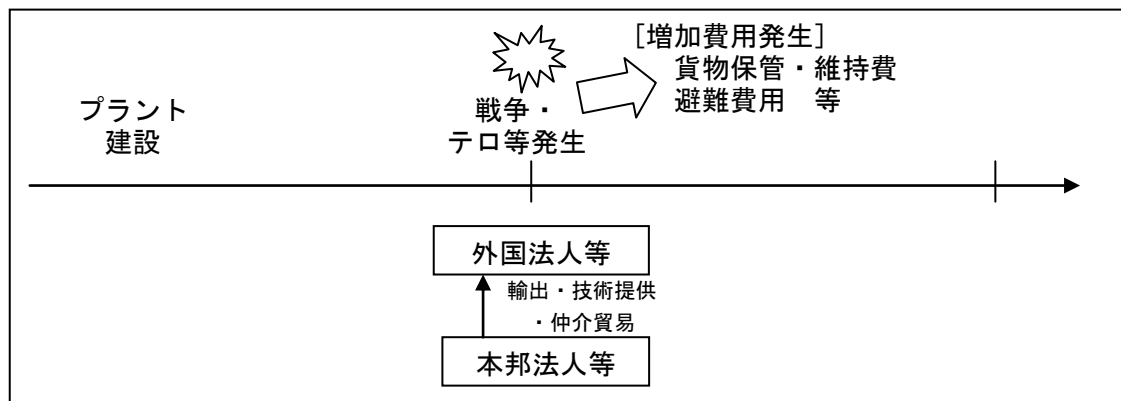 [増加費用発生]
貨物保管・維持費
避難費用　等
プラント
建設
戦争・
テロ等発生
外国法人等
輸出・技術提供
・仲介貿易
本邦法人等